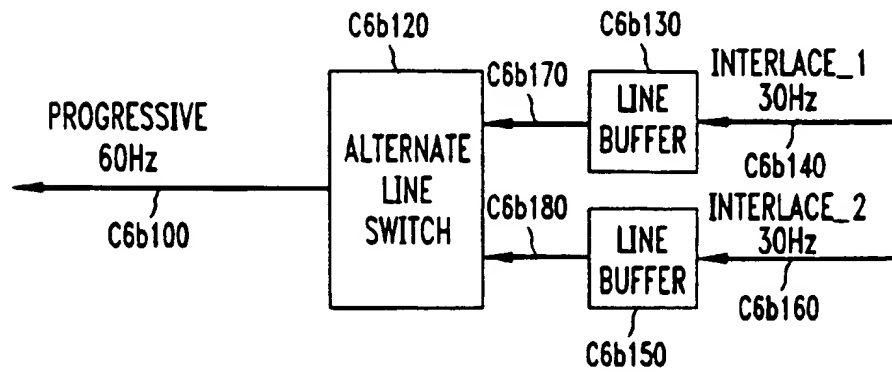 C6b120
C6b130
C6b170
INTERLACE_1
30Hz
LINE
BUFFER
C6b140
PROGRESSIVE
60Hz
C6b100
ALTERNATE
LINE
SWITCH
C6b180
INTERLACE_2
30Hz
LINE
BUFFER
C6b160
C6b150